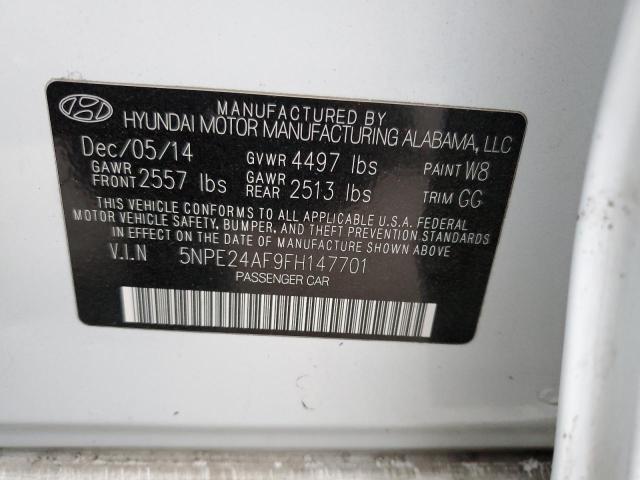 MANUFACTURED BY
HYUNDAI MOTOR MANUFACTURING ALABAMA, LLC
Dec/05/14 GVWR 4497 lbs PAINT W8
GAWR FRONT 2557 lbs GAWR REAR 2513 lbs TRIM GG
THIS VEHICLE CONFORMS TO ALL APPLICABLE U.S.A. FEDERAL
MOTOR VEHICLE SAFETY, BUMPER, AND THEFT PREVENTION STANDARDS
IN EFFECT ON THE DATE OF MANUFACTURE SHOWN ABOVE
V.I.N 5NPE24AF9FH147701
PASSENGER CAR